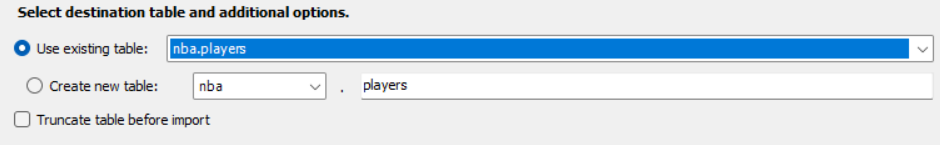 Select destination table and additional options.
Use existing table: nba.players
Create new table: nba . players
Truncate table before import